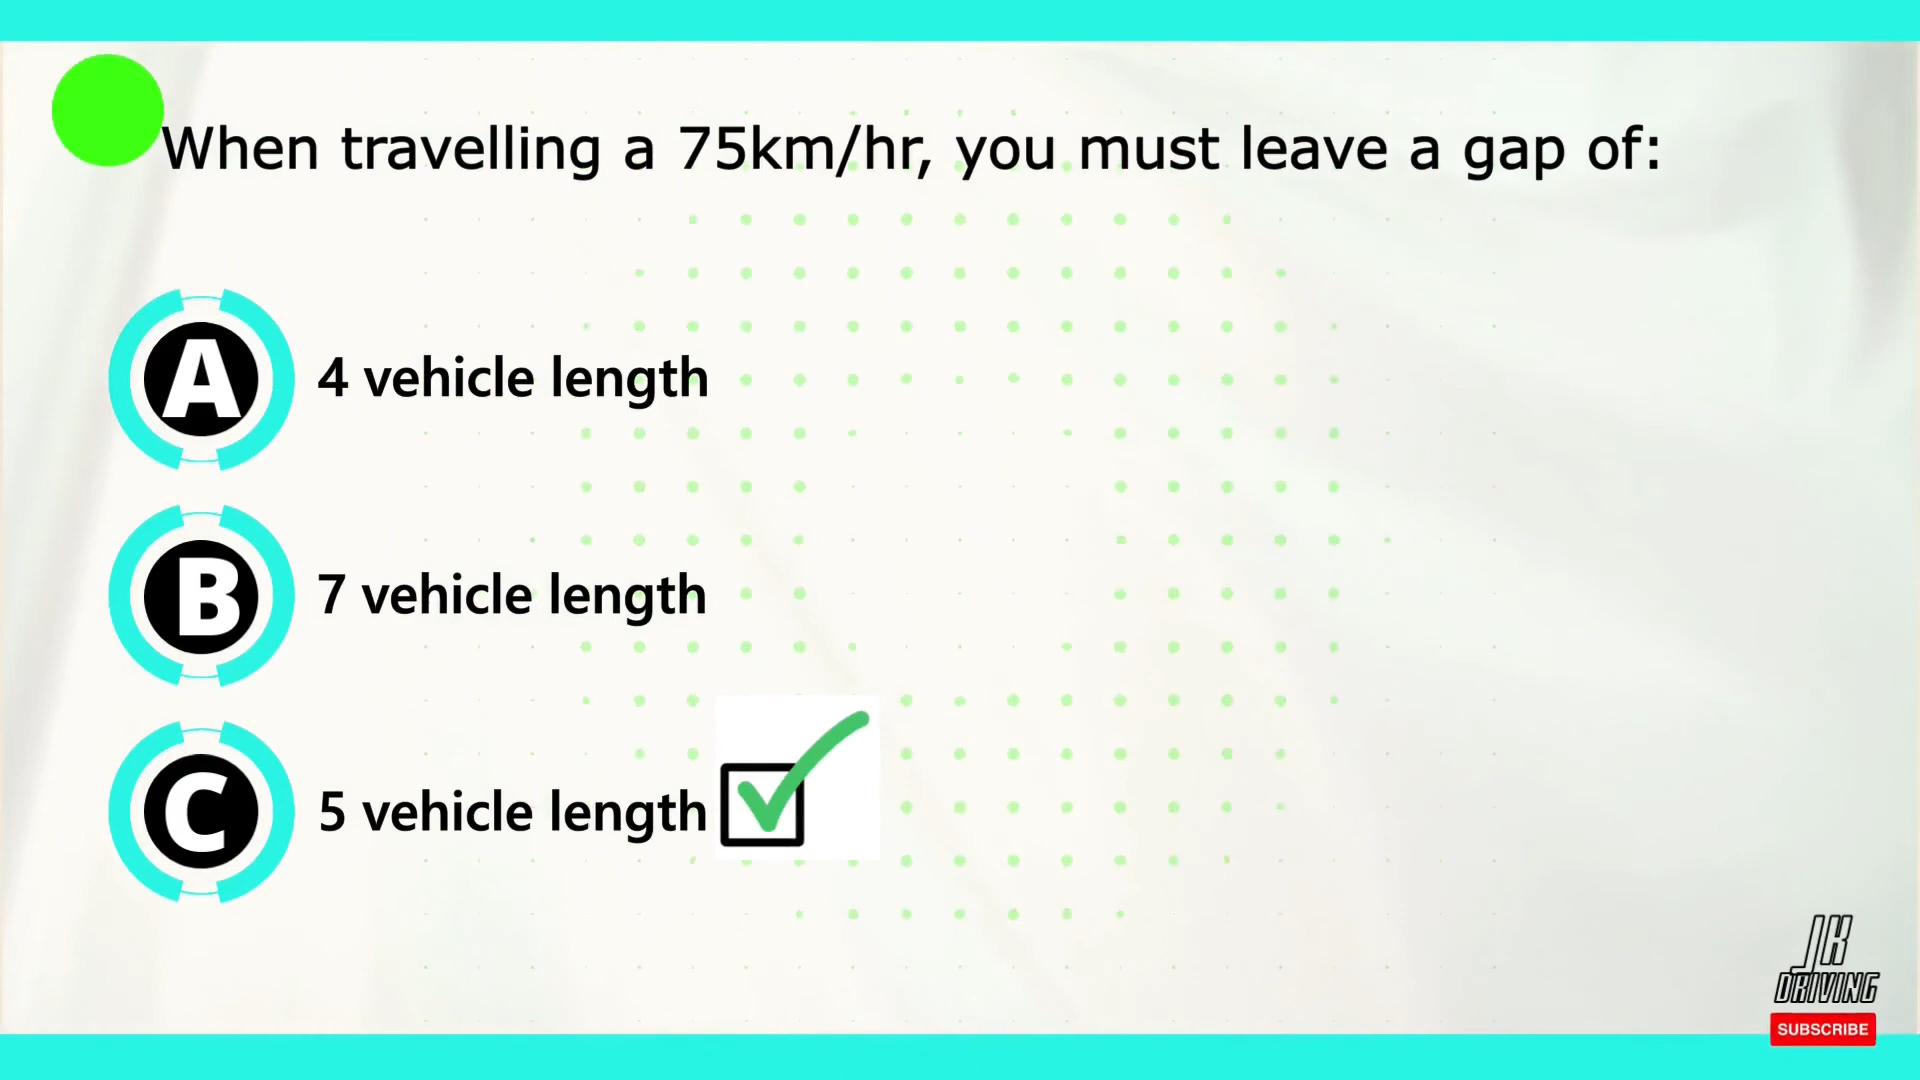 When travelling a 75km/hr, you must leave a gap of:
A
4 vehicle length
B
7 vehicle length
C
5 vehicle length
JK
DRIVING
SUBSCRIBE